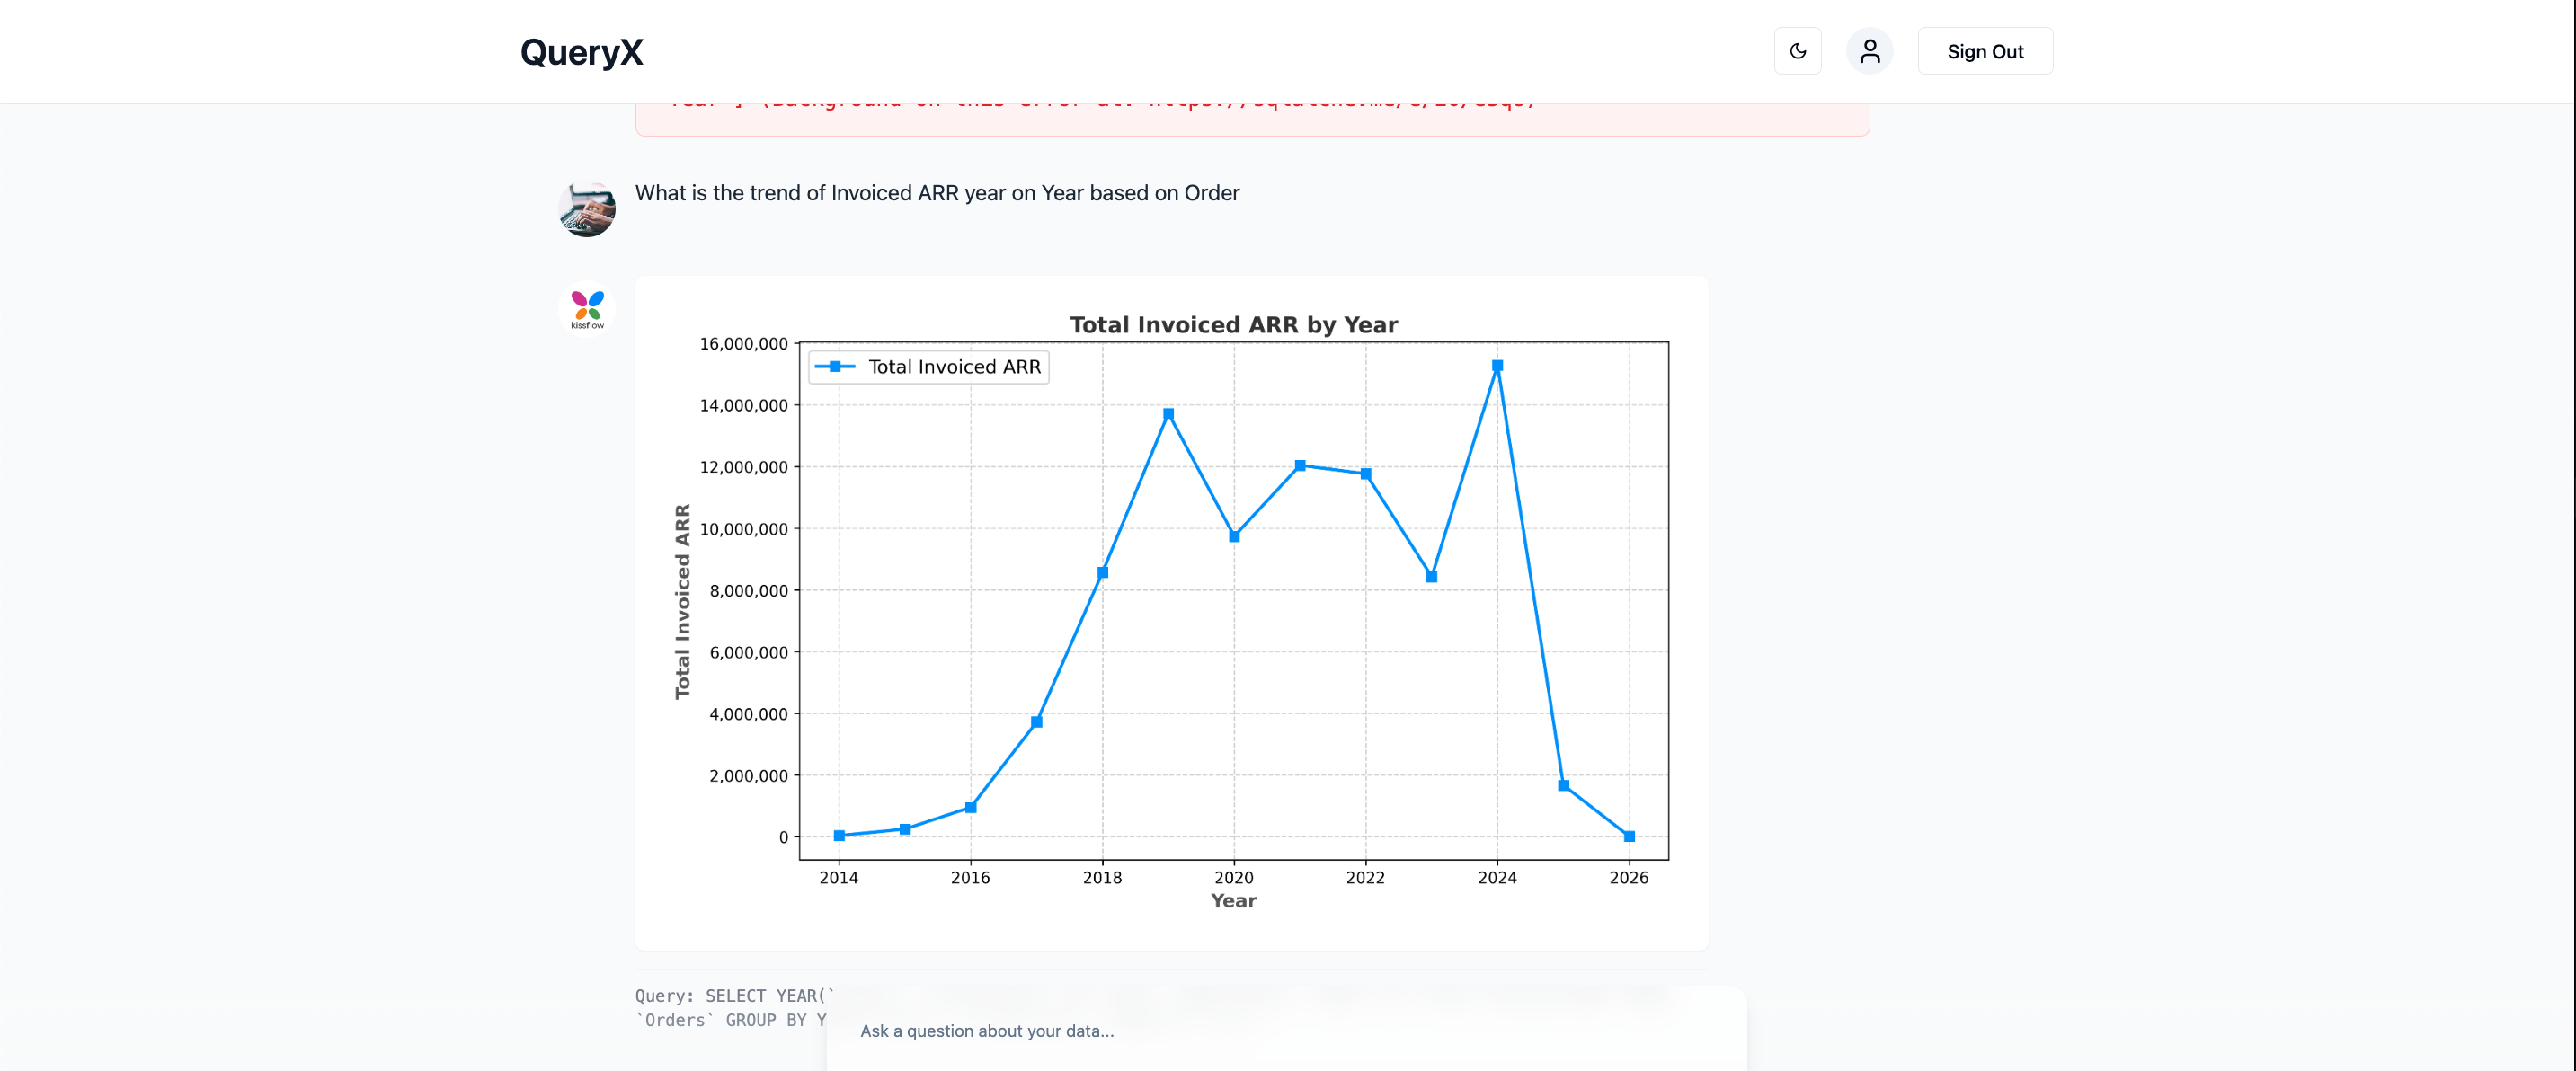 QueryX
Sign Out
What is the trend of Invoiced ARR year on Year based on Order
kissflow
Total Invoiced ARR by Year
Total Invoiced ARR
16,000,000
14,000,000
12,000,000
10,000,000
8,000,000
6,000,000
4,000,000
2,000,000
0
Total Invoiced ARR
2014
2016
2018
2020
2022
2024
2026
Year
Query: SELECT YEAR(`
`Orders` GROUP BY Y
Ask a question about your data...